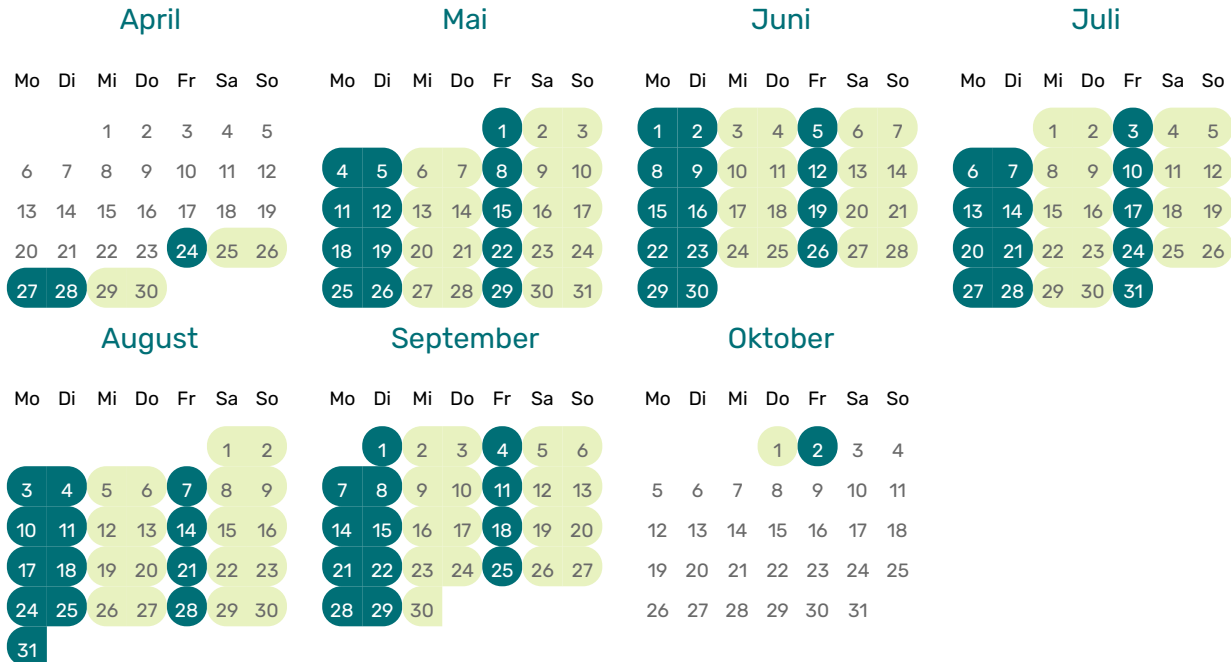 April Mai Juni Juli
Mo Di Mi Do Fr Sa So Mo Di Mi Do Fr Sa So Mo Di Mi Do Fr Sa So Mo Di Mi Do Fr Sa So
1 2 3 4 5 1 2 3 1 2 3 4 5 6 7 1 2 3 4 5
6 7 8 9 10 11 12 4 5 6 7 8 9 10 8 9 10 11 12 13 14 6 7 8 9 10 11 12
13 14 15 16 17 18 19 11 12 13 14 15 16 17 15 16 17 18 19 20 21 13 14 15 16 17 18 19
20 21 22 23 24 25 26 18 19 20 21 22 23 24 22 23 24 25 26 27 28 20 21 22 23 24 25 26
27 28 29 30 25 26 27 28 29 30 31 29 30 27 28 29 30 31
August September Oktober
Mo Di Mi Do Fr Sa So Mo Di Mi Do Fr Sa So Mo Di Mi Do Fr Sa So
1 2 1 2 3 4 5 6 1 2 3 4
3 4 5 6 7 8 9 7 8 9 10 11 12 13 5 6 7 8 9 10 11
10 11 12 13 14 15 16 14 15 16 17 18 19 20 12 13 14 15 16 17 18
17 18 19 20 21 22 23 21 22 23 24 25 26 27 19 20 21 22 23 24 25
24 25 26 27 28 29 30 28 29 30 26 27 28 29 30 31
31